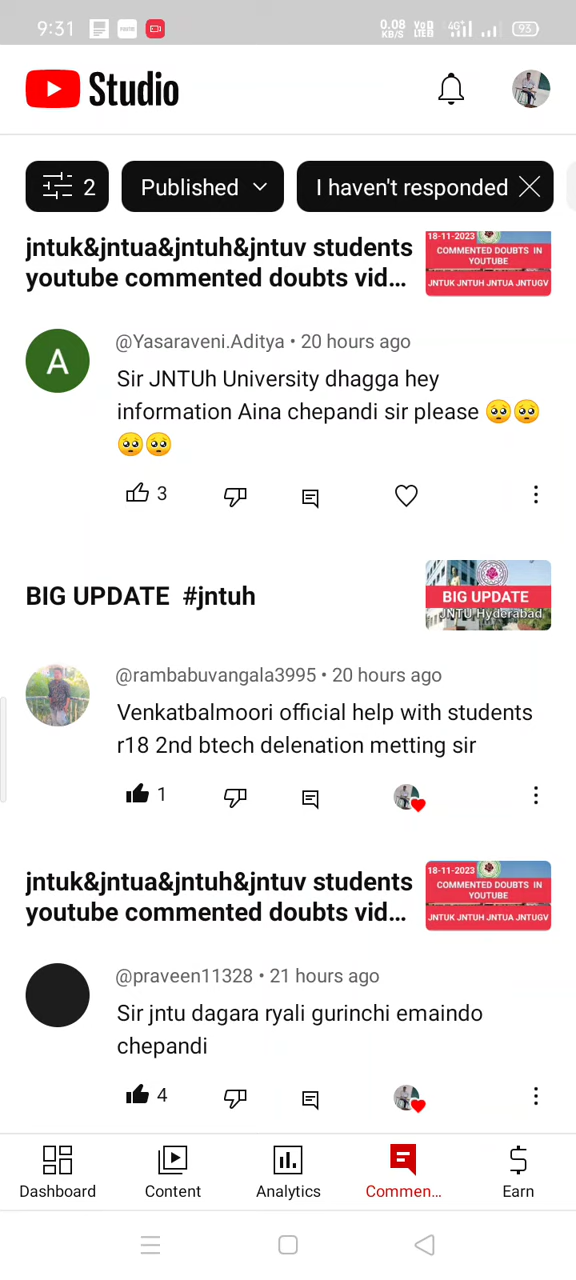 9:31
0.08 KB/S
VoD LTE2
4G+
93
Studio
2
Published
I haven't responded
jntuk&jntua&jntuh&jntuv students
youtube commented doubts vid...
18-11-2023
COMMENTED DOUBTS IN
YOUTUBE
JNTUK JNTUH JNTUA JNTUGV
A
@Yasaraveni.Aditya • 20 hours ago
Sir JNTUh University dhagga hey
information Aina chepandi sir please 🥺🥺
🥺🥺
3
BIG UPDATE #jntuh
BIG UPDATE
JNTU Hyderabad
@rambabuvangala3995 • 20 hours ago
Venkatbalmoori official help with students
r18 2nd btech delenation metting sir
1
jntuk&jntua&jntuh&jntuv students
youtube commented doubts vid...
18-11-2023
COMMENTED DOUBTS IN
YOUTUBE
JNTUK JNTUH JNTUA JNTUGV
@praveen11328 • 21 hours ago
Sir jntu dagara ryali gurinchi emaindo
chepandi
4
Dashboard
Content
Analytics
Commen...
Earn